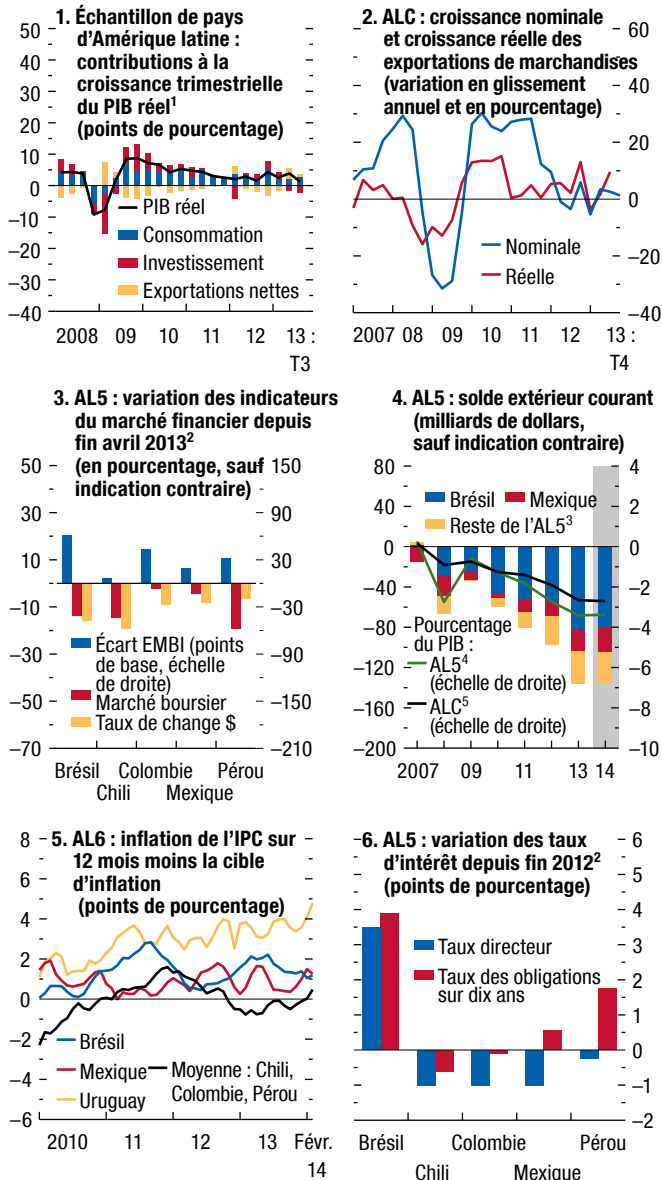 1. Échantillon de pays
d'Amérique latine :
contributions à la
croissance trimestrielle
du PIB réel1
(points de pourcentage)
50
40
30
20
10
0
–10
–20
–30
–40
PIB réel
Consommation
Investissement
Exportations nettes
2008 09 10 11 12 13 :
T3
2. ALC : croissance nominale
et croissance réelle des
exportations de marchandises
(variation en glissement
annuel et en pourcentage)
60
40
20
0
–20
–40
Nominale
Réelle
2007 08 09 10 11 12 13 :
T4
3. AL5 : variation des indicateurs
du marché financier depuis
fin avril 2013²
(en pourcentage, sauf
indication contraire)
50
30
10
–10
–30
–50
–70
150
90
30
–30
–90
–150
–210
Écart EMBI (points
de base, échelle
de droite)
Marché boursier
Taux de change $
Brésil Colombie Pérou
Chili Mexique
4. AL5 : solde extérieur courant
(milliards de dollars,
sauf indication contraire)
80
40
0
–40
–80
–120
–160
–200
4
2
0
–2
–4
–6
–8
–10
Brésil Mexique
Reste de l'AL5³
Pourcentage
du PIB :
AL5⁴
(échelle de droite)
ALC⁵
(échelle de droite)
2007 09 11 13 14
5. AL6 : inflation de l'IPC sur
12 mois moins la cible
d'inflation
(points de pourcentage)
8
6
4
2
0
–2
–4
–6
Brésil
Mexique Moyenne : Chili,
Uruguay Colombie, Pérou
2010 11 12 13 Févr.
14
6. AL5 : variation des taux
d'intérêt depuis fin 2012²
(points de pourcentage)
6
5
4
3
2
1
0
–1
–2
Taux directeur
Taux des obligations
sur dix ans
Brésil Colombie Pérou
Chili Mexique